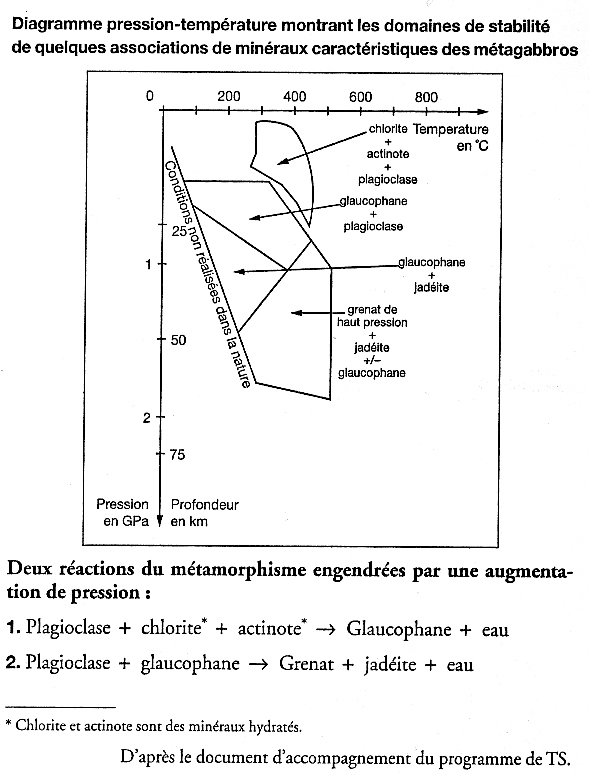 Diagramme pression-température montrant les domaines de stabilité
de quelques associations de minéraux caractéristiques des métagabbros
0 200 400 600 800
Temperature
en °C
chlorite
+
actinote
+
plagioclase
glaucophane
+
plagioclase
glaucophane
+
jadéite
grenat de
haut pression
+
jadéite
+/–
glaucophane
Conditions non réalisées dans la nature
25
1
50
2
75
Pression
en GPa
Profondeur
en km
Deux réactions du métamorphisme engendrées par une augmenta-
tion de pression :
1. Plagioclase + chlorite* + actinote* → Glaucophane + eau
2. Plagioclase + glaucophane → Grenat + jadéite + eau
* Chlorite et actinote sont des minéraux hydratés.
D'après le document d'accompagnement du programme de TS.